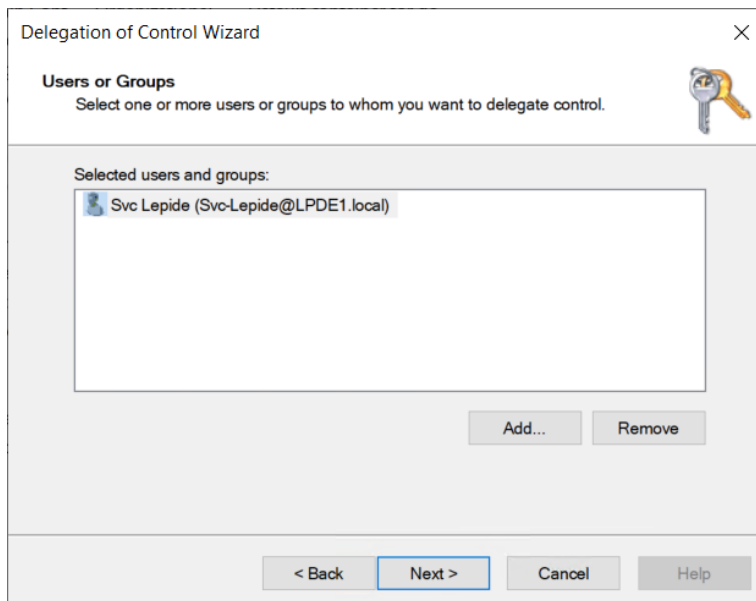 Delegation of Control Wizard
Users or Groups
Select one or more users or groups to whom you want to delegate control.
Selected users and groups:
Svc Lepide (Svc-Lepide@LPDE1.local)
Add...
Remove
< Back
Next >
Cancel
Help